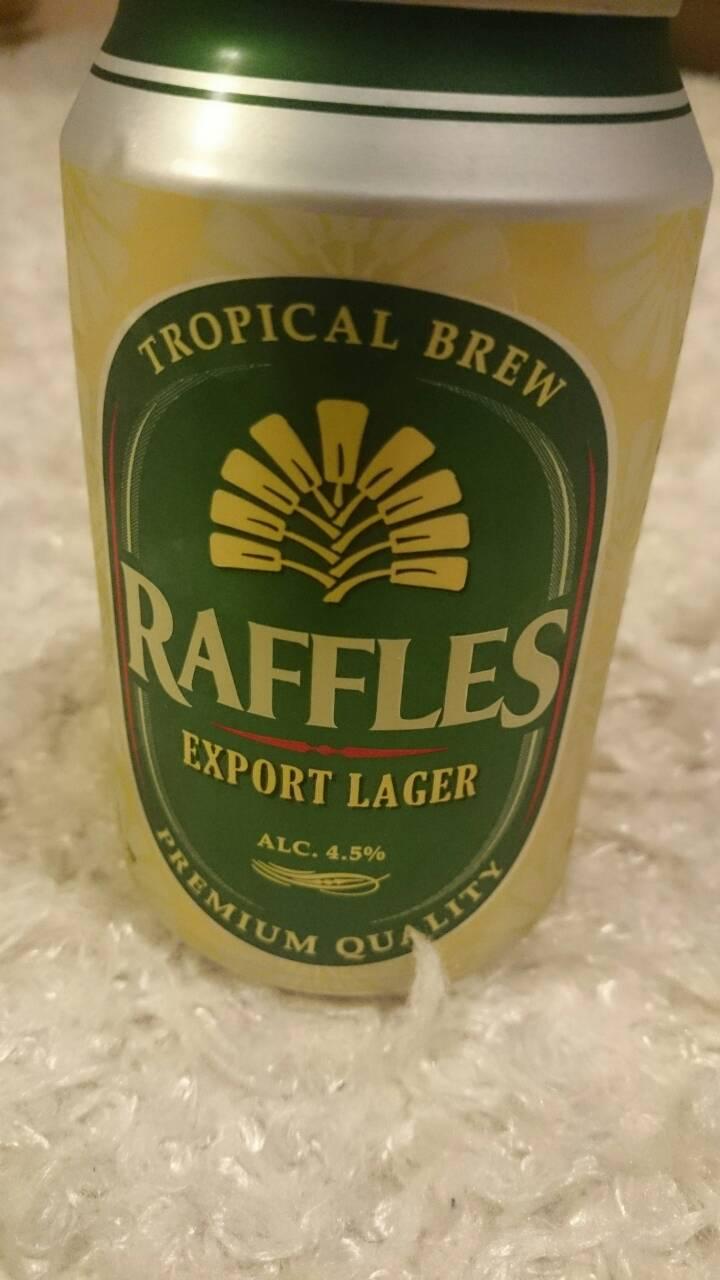 TROPICAL BREW
RAFFLES
EXPORT LAGER
ALC. 4.5%
PREMIUM QUALITY